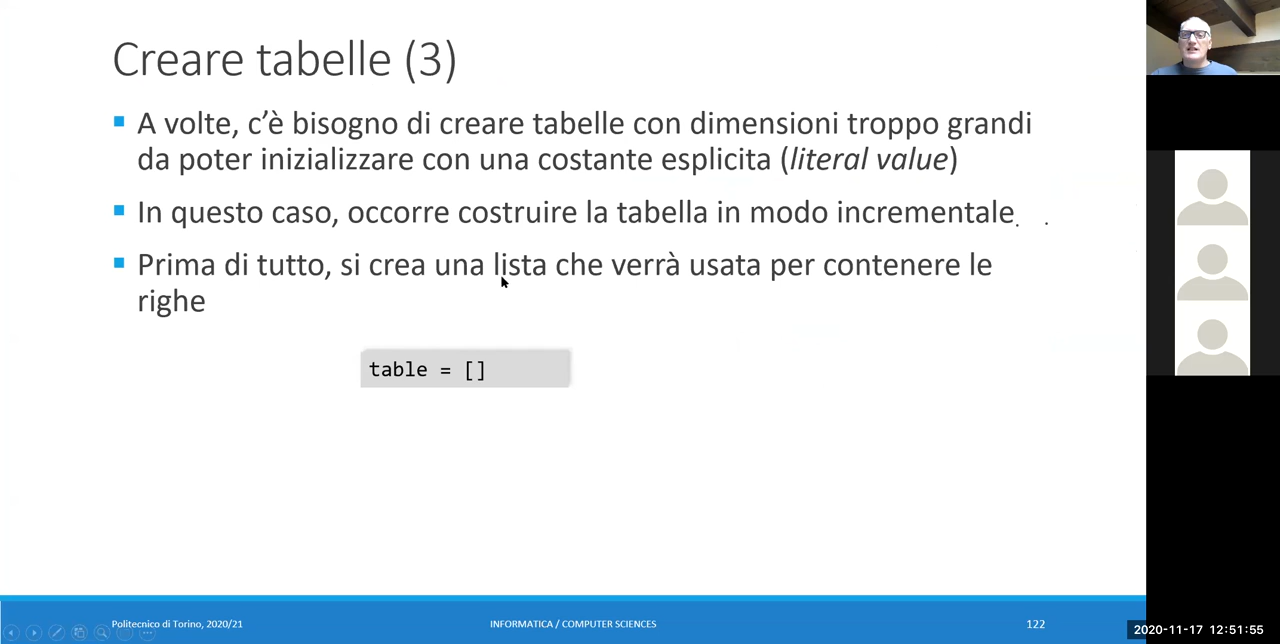 Creare tabelle (3)
A volte, c’è bisogno di creare tabelle con dimensioni troppo grandi
da poter inizializzare con una costante esplicita (literal value)
In questo caso, occorre costruire la tabella in modo incrementale.
Prima di tutto, si crea una lista che verrà usata per contenere le
righe
table = []
Politecnico di Torino, 2020/21
INFORMATICA / COMPUTER SCIENCES
122
2020-11-17 12:51:55